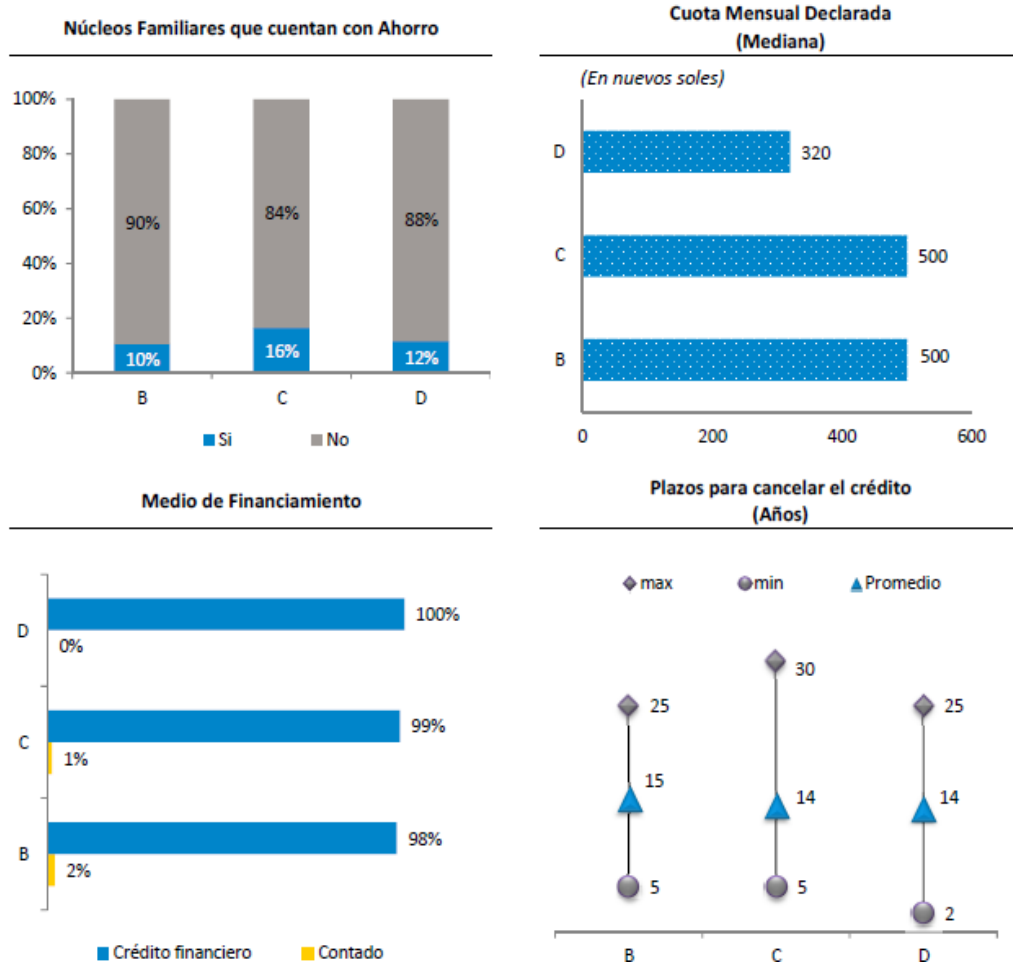 Núcleos Familiares que cuentan con Ahorro
100%
80%
60%
40%
20%
0%
90%
84%
88%
10%
16%
12%
B
C
D
Si
No
Cuota Mensual Declarada
(Mediana)
(En nuevos soles)
D
320
C
500
B
500
0
200
400
600
Medio de Financiamiento
D
100%
0%
C
99%
1%
B
98%
2%
Crédito financiero
Contado
Plazos para cancelar el crédito
(Años)
max
min
Promedio
25
30
25
15
14
14
5
5
2
B
C
D